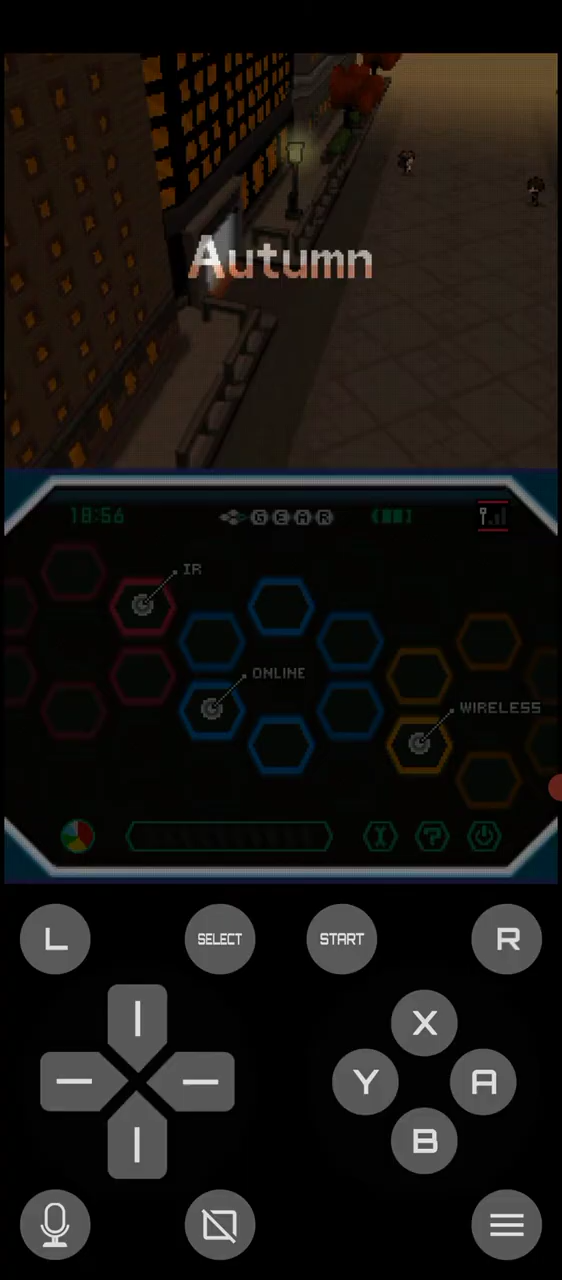 Autumn
18:56
GEAR
IR
ONLINE
WIRELESS
?
L
SELECT
START
R
X
Y
A
B